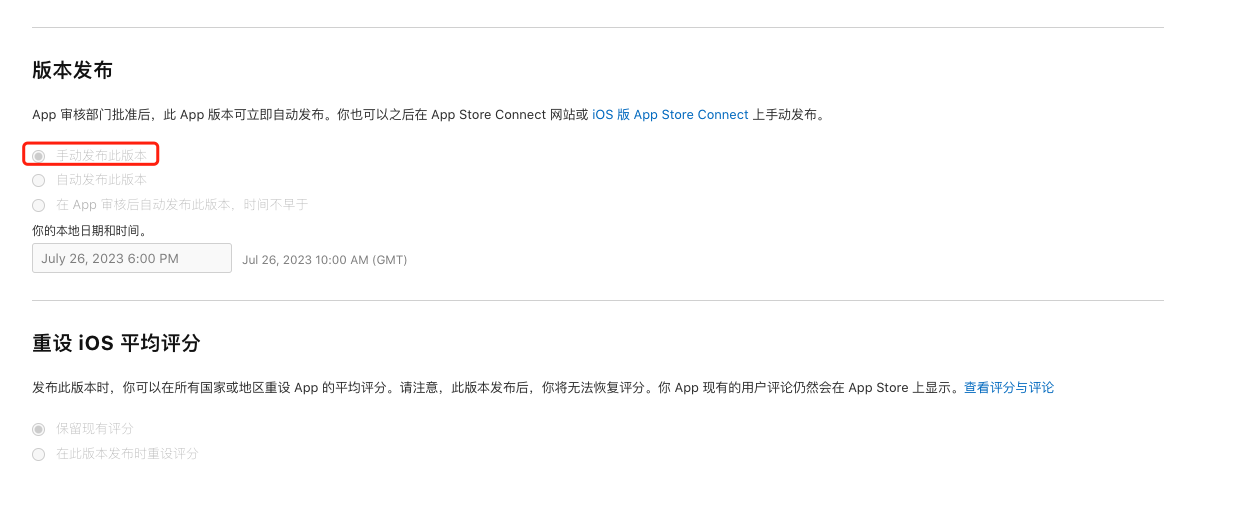 版本发布
App 审核部门批准后，此 App 版本可立即自动发布。你也可以之后在 App Store Connect 网站或 iOS 版 App Store Connect 上手动发布。
手动发布此版本
自动发布此版本
在 App 审核后自动发布此版本，时间不早于
你的本地日期和时间。
July 26, 2023 6:00 PM Jul 26, 2023 10:00 AM (GMT)
重设 iOS 平均评分
发布此版本时，你可以在所有国家或地区重设 App 的平均评分。请注意，此版本发布后，你将无法恢复评分。你 App 现有的用户评论仍然会在 App Store 上显示。查看评分与评论
保留现有评分
在此版本发布时重设评分